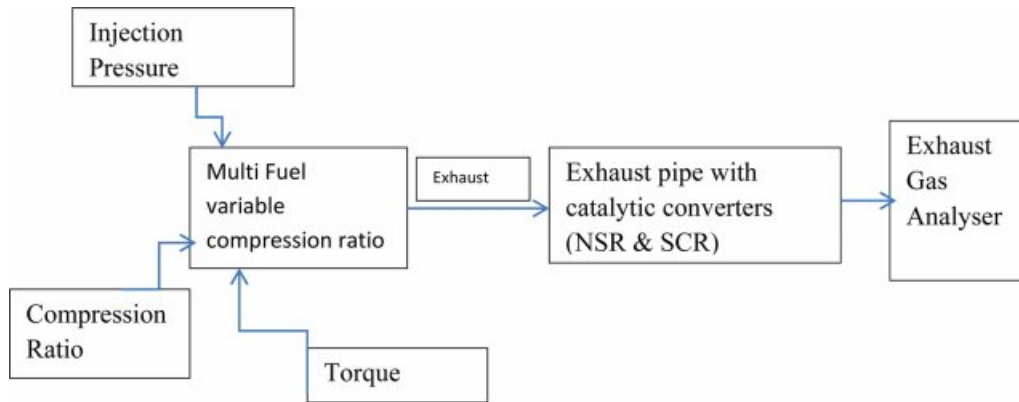 Injection
Pressure
Multi Fuel
variable
compression ratio
Exhaust
Exhaust pipe with
catalytic converters
(NSR & SCR)
Exhaust
Gas
Analyser
Compression
Ratio
Torque